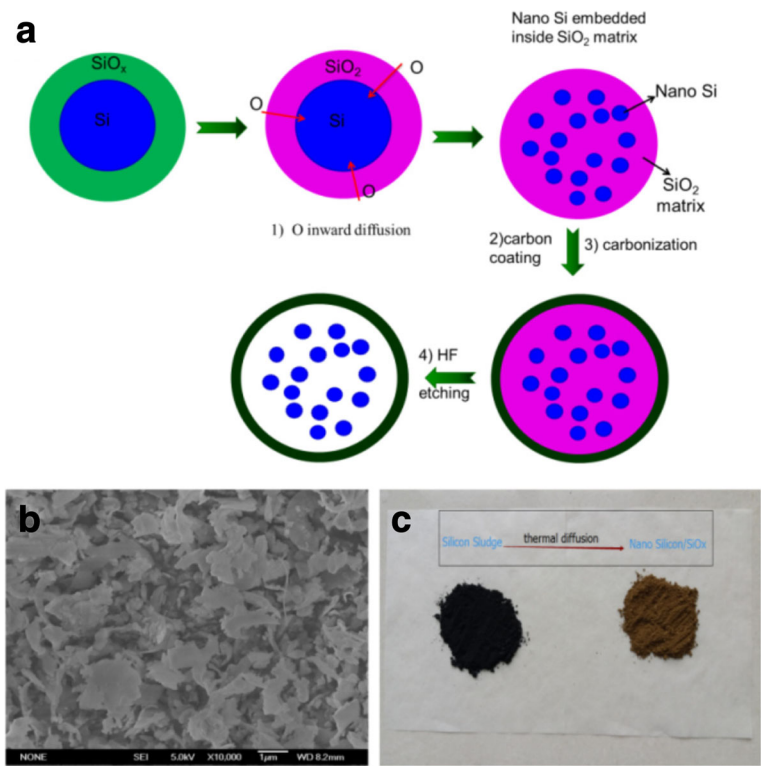 a
Nano Si embedded
inside SiO₂ matrix
SiOₓ
Si
SiO₂
O
O
Si
O
Nano Si
SiO₂
matrix
1) O inward diffusion
2)carbon
coating
3) carbonization
4) HF
etching
b
NONE SEI 5.0kV X10,000 1μm WD 8.2mm
c
Silicon Sludge thermal diffusion Nano Silicon/SiOx